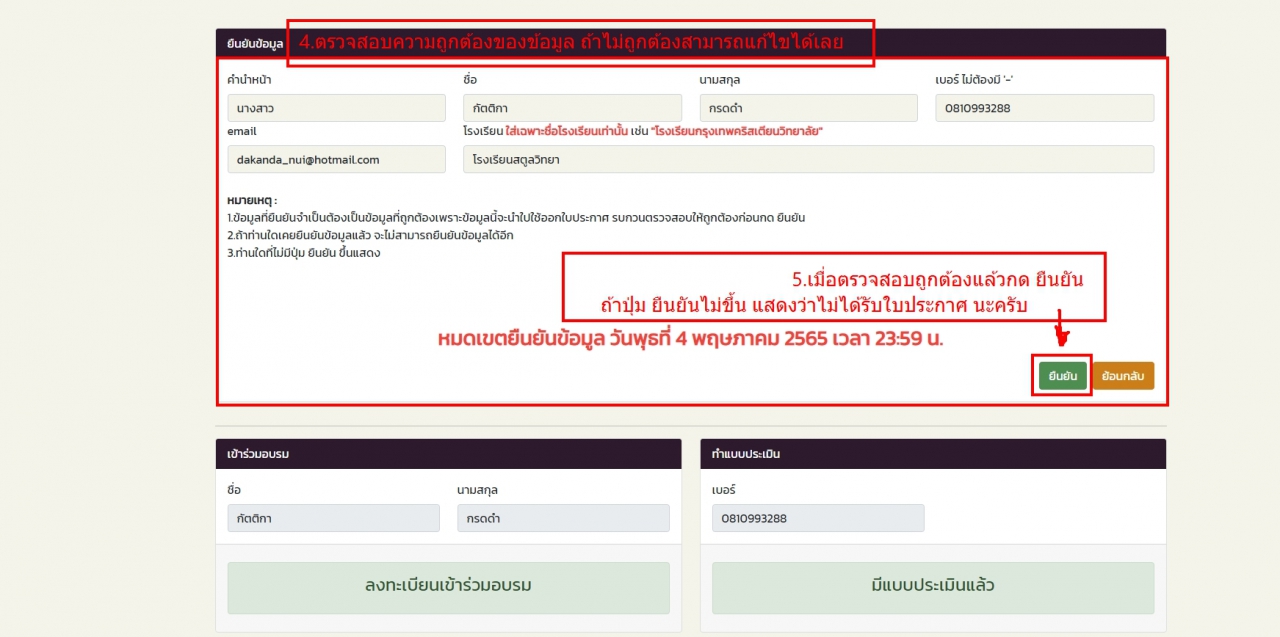 ยืนยันข้อมูล
4.ตรวจสอบความถูกต้องของข้อมูล ถ้าไม่ถูกต้องสามารถแก้ไขได้เลย
คำนำหน้า ชื่อ นามสกุล เบอร์ ไม่ต้องมี '-'
นางสาว กัตติกา กรดดำ 0810993288
email โรงเรียน ใส่เฉพาะชื่อโรงเรียนเท่านั้น เช่น "โรงเรียนกรุงเทพคริสเตียนวิทยาลัย"
dakanda_nui@hotmail.com โรงเรียนสตูลวิทยา
หมายเหตุ :
1.ข้อมูลที่ยืนยันจำเป็นต้องเป็นข้อมูลที่ถูกต้องเพราะข้อมูลนี้จะนำไปใช้ออกใบประกาศ รบกวนตรวจสอบให้ถูกต้องก่อนกด ยืนยัน
2.ถ้าท่านใดเคยยืนยันข้อมูลแล้ว จะไม่สามารถยืนยันข้อมูลได้อีก
3.ท่านใดที่ไม่มีปุ่ม ยืนยัน ขึ้นแสดง
5.เมื่อตรวจสอบถูกต้องแล้วกด ยืนยัน
ถ้าปุ่ม ยืนยันไม่ขึ้น แสดงว่าไม่ได้รับใบประกาศ นะครับ
หมดเขตยืนยันข้อมูล วันพุธที่ 4 พฤษภาคม 2565 เวลา 23:59 น.
ยืนยัน ย้อนกลับ
เข้าร่วมอบรม ทำแบบประเมิน
ชื่อ นามสกุล เบอร์
กัตติกา กรดดำ 0810993288
ลงทะเบียนเข้าร่วมอบรม มีแบบประเมินแล้ว